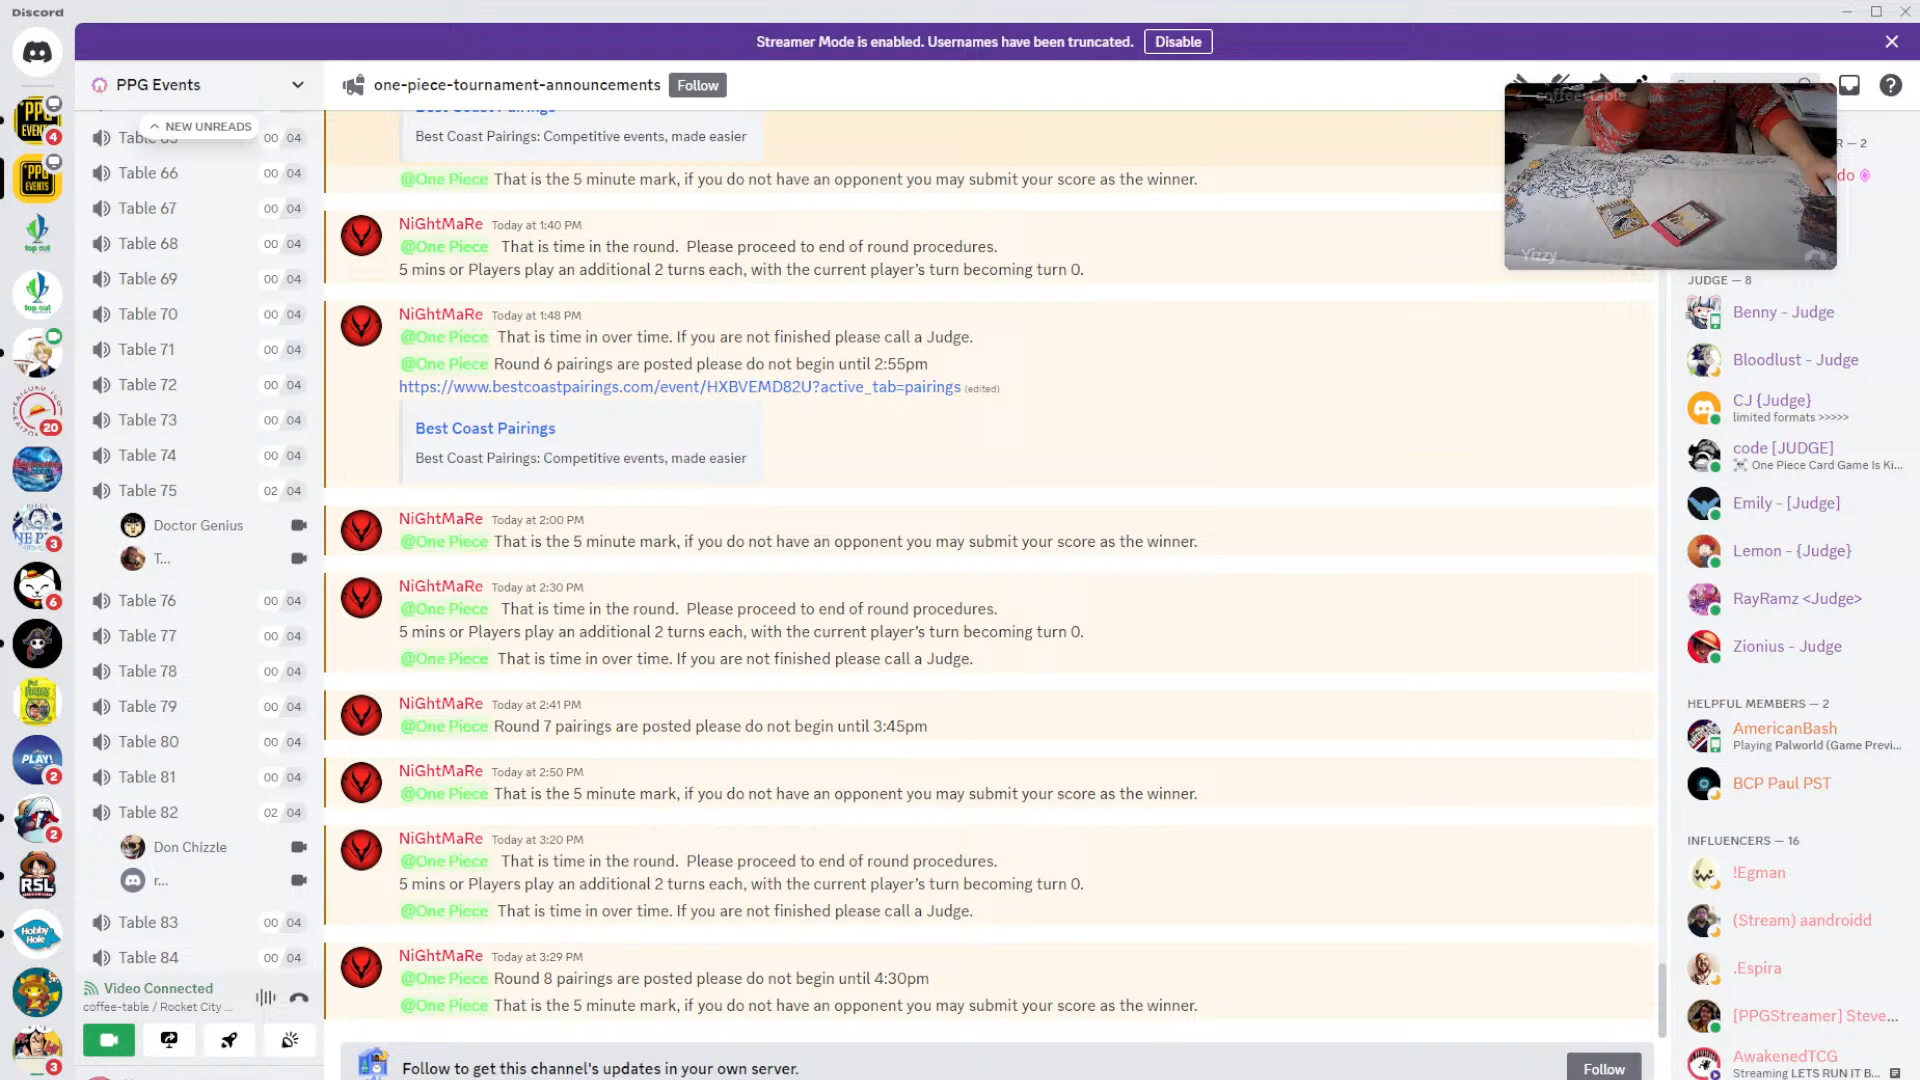 Discord
Streamer Mode is enabled. Usernames have been truncated.
Disable
PPG Events
NEW UNREADS
Table 66
00 04
Table 67
00 04
Table 68
00 04
Table 69
00 04
Table 70
00 04
Table 71
00 04
Table 72
00 04
Table 73
00 04
Table 74
00 04
Table 75
02 04
Doctor Genius
T...
Table 76
00 04
Table 77
00 04
Table 78
00 04
Table 79
00 04
Table 80
00 04
Table 81
00 04
Table 82
02 04
Don Chizzle
r...
Table 83
00 04
Table 84
00 04
Video Connected
coffee-table / Rocket City ...
one-piece-tournament-announcements
Follow
Best Coast Pairings: Competitive events, made easier
@One Piece That is the 5 minute mark, if you do not have an opponent you may submit your score as the winner.
NiGhtMaRe Today at 1:40 PM
@One Piece That is time in the round. Please proceed to end of round procedures.
5 mins or Players play an additional 2 turns each, with the current player's turn becoming turn 0.
NiGhtMaRe Today at 1:48 PM
@One Piece That is time in over time. If you are not finished please call a Judge.
@One Piece Round 6 pairings are posted please do not begin until 2:55pm
https://www.bestcoastpairings.com/event/HXBVEMD82U?active_tab=pairings (edited)
Best Coast Pairings
Best Coast Pairings: Competitive events, made easier
NiGhtMaRe Today at 2:00 PM
@One Piece That is the 5 minute mark, if you do not have an opponent you may submit your score as the winner.
NiGhtMaRe Today at 2:30 PM
@One Piece That is time in the round. Please proceed to end of round procedures.
5 mins or Players play an additional 2 turns each, with the current player's turn becoming turn 0.
@One Piece That is time in over time. If you are not finished please call a Judge.
NiGhtMaRe Today at 2:41 PM
@One Piece Round 7 pairings are posted please do not begin until 3:45pm
NiGhtMaRe Today at 2:50 PM
@One Piece That is the 5 minute mark, if you do not have an opponent you may submit your score as the winner.
NiGhtMaRe Today at 3:20 PM
@One Piece That is time in the round. Please proceed to end of round procedures.
5 mins or Players play an additional 2 turns each, with the current player's turn becoming turn 0.
@One Piece That is time in over time. If you are not finished please call a Judge.
NiGhtMaRe Today at 3:29 PM
@One Piece Round 8 pairings are posted please do not begin until 4:30pm
@One Piece That is the 5 minute mark, if you do not have an opponent you may submit your score as the winner.
Follow to get this channel's updates in your own server.
Follow
coffee-table
Yizzy
JUDGE — 8
Benny - Judge
Bloodlust - Judge
CJ {Judge}
limited formats >>>>>
code [JUDGE]
One Piece Card Game Is Ki...
Emily - [Judge]
Lemon - {Judge}
RayRamz <Judge>
Zionius - Judge
HELPFUL MEMBERS — 2
AmericanBash
Playing Palworld (Game Previ...
BCP Paul PST
INFLUENCERS — 16
!Egman
(Stream) aandroidd
.Espira
[PPGStreamer] Steve...
AwakenedTCG
Streaming LETS RUN IT B...